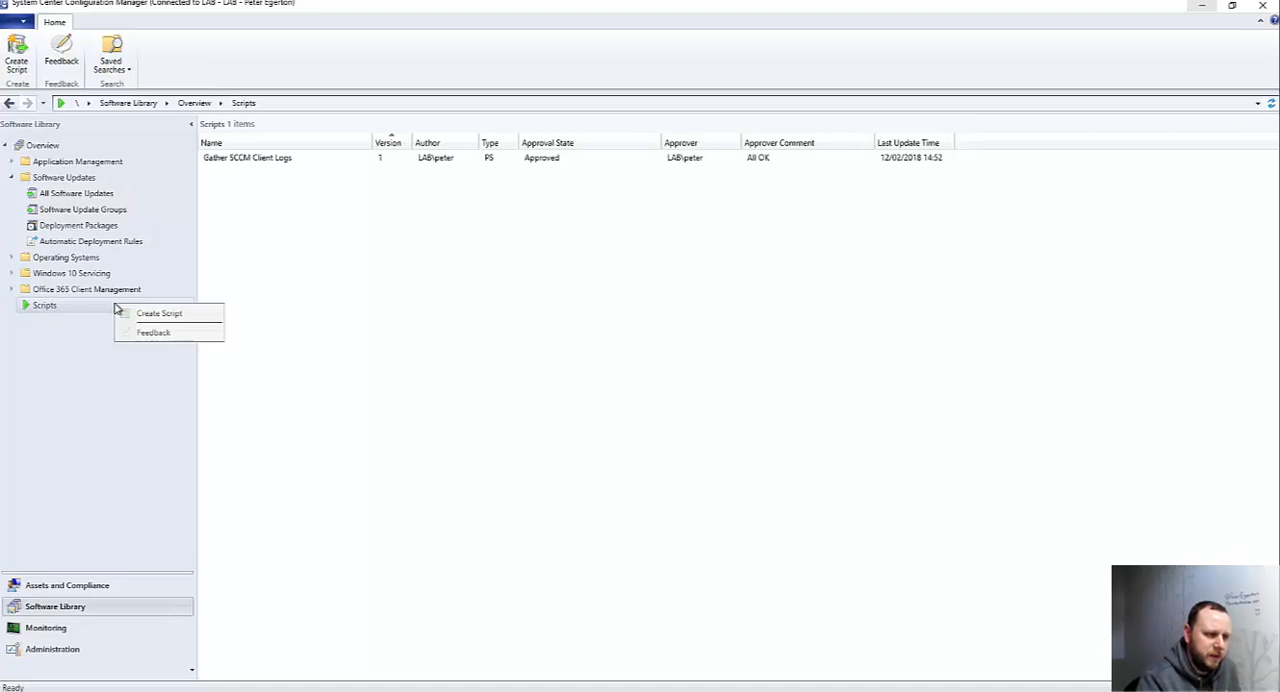 System Center Configuration Manager (Connected to LAB - LAB - Peter Egerton)
Home
Create Script
Feedback
Saved Searches
Create
Feedback
Search
\ Software Library Overview Scripts
Software Library
Scripts 1 items
Name Version Author Type Approval State Approver Approver Comment Last Update Time
Gather SCCM Client Logs 1 LAB\peter PS Approved LAB\peter All OK 12/02/2018 14:52
Overview
Application Management
Software Updates
All Software Updates
Software Update Groups
Deployment Packages
Automatic Deployment Rules
Operating Systems
Windows 10 Servicing
Office 365 Client Management
Scripts
Create Script
Feedback
Assets and Compliance
Software Library
Monitoring
Administration
Ready